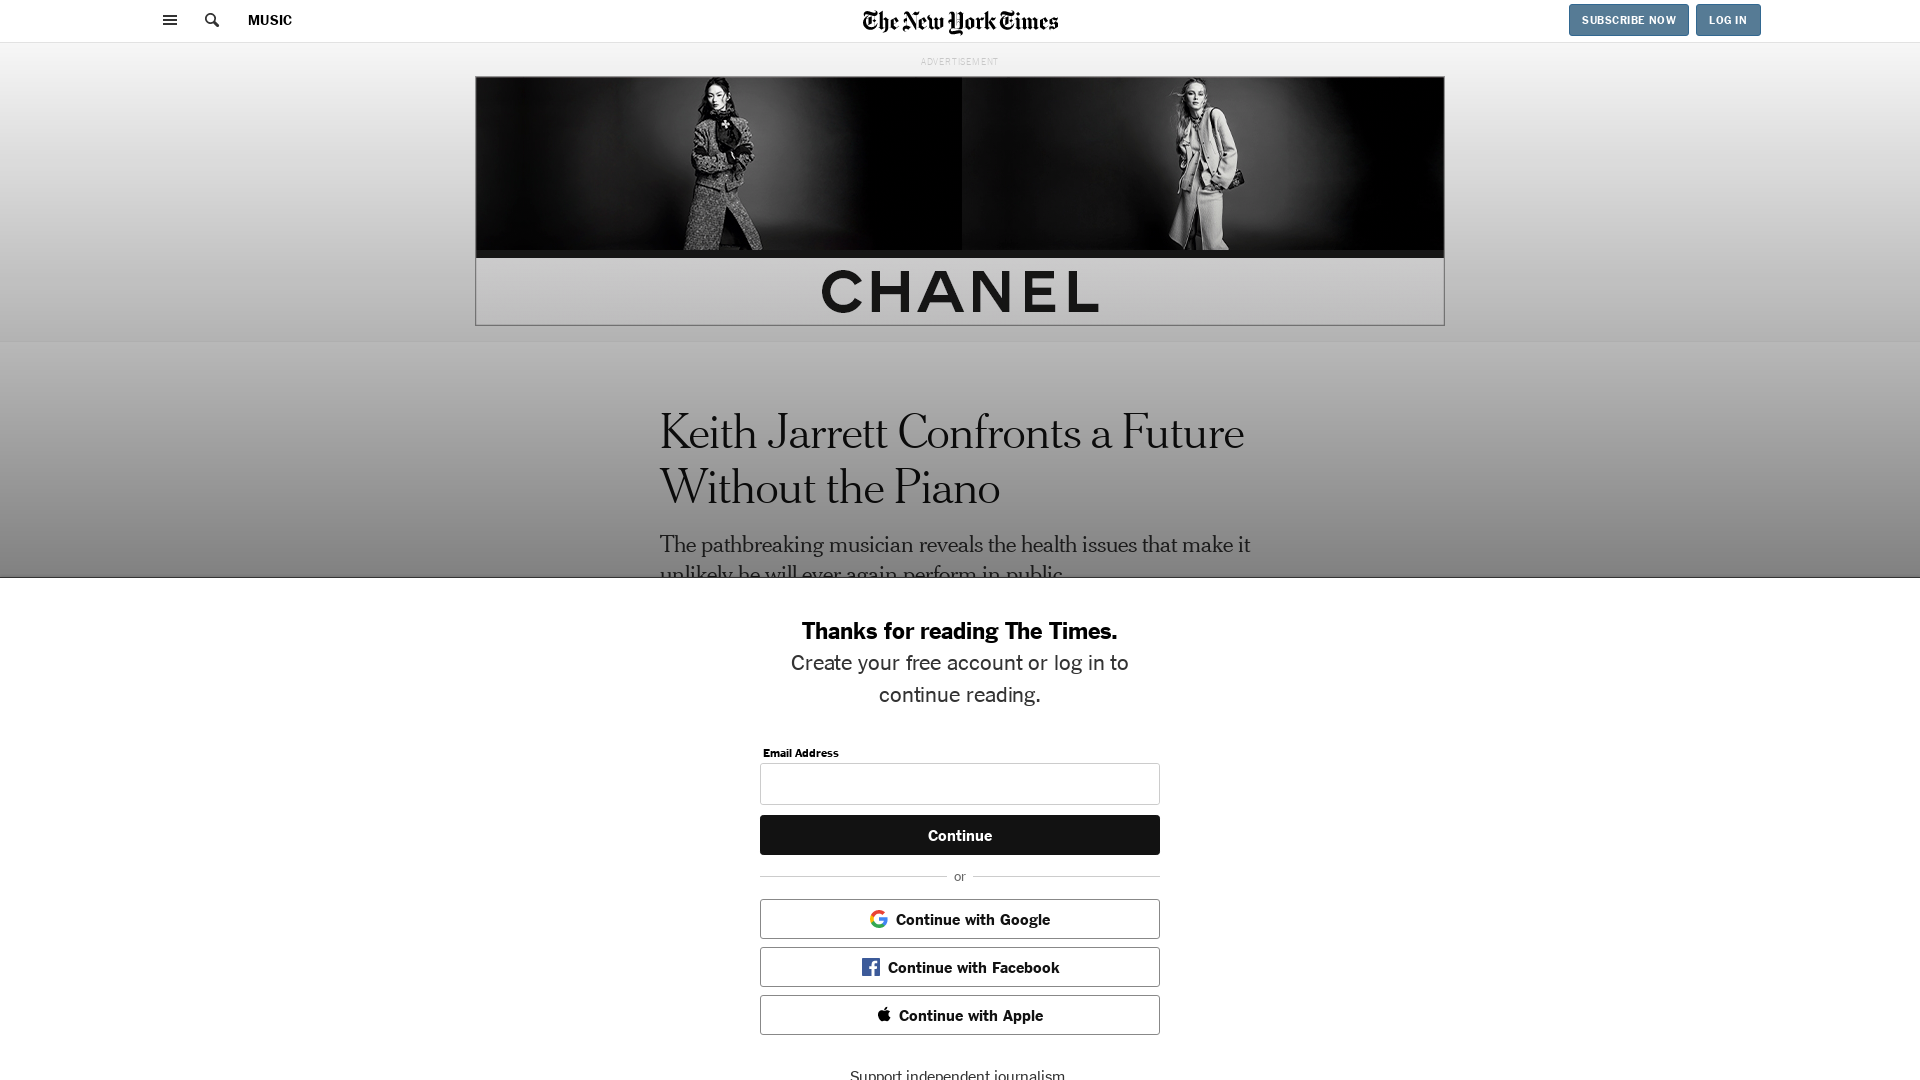 MUSIC
The New York Times
SUBSCRIBE NOW
LOG IN
ADVERTISEMENT
CHANEL
Keith Jarrett Confronts a Future
Without the Piano
The pathbreaking musician reveals the health issues that make it
unlikely he will ever again perform in public.
Thanks for reading The Times.
Create your free account or log in to
continue reading.
Email Address
Continue
or
Continue with Google
Continue with Facebook
Continue with Apple
Support independent journalism